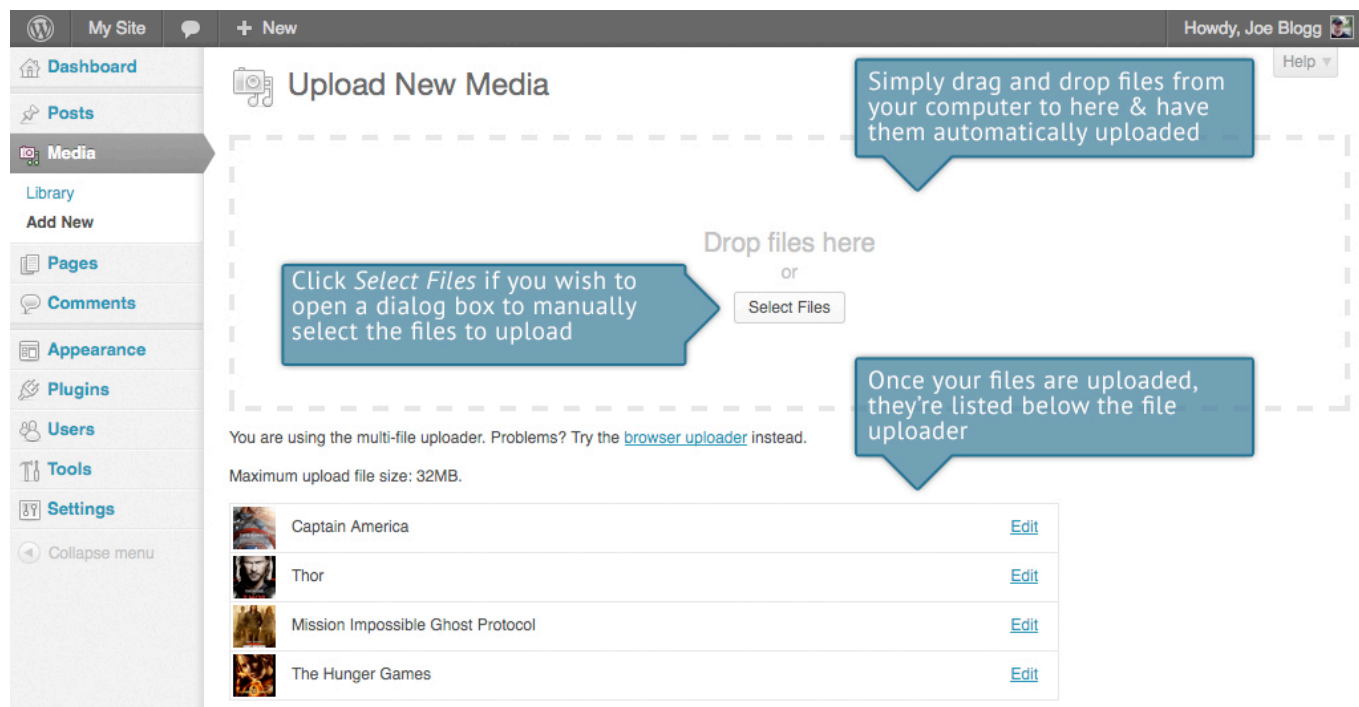 My Site
+ New
Howdy, Joe Blogg
Help
Dashboard
Posts
Media
Library
Add New
Pages
Comments
Appearance
Plugins
Users
Tools
Settings
Collapse menu
Upload New Media
Simply drag and drop files from
your computer to here & have
them automatically uploaded
Drop files here
or
Select Files
Click Select Files if you wish to
open a dialog box to manually
select the files to upload
Once your files are uploaded,
they're listed below the file
uploader
You are using the multi-file uploader. Problems? Try the browser uploader instead.
Maximum upload file size: 32MB.
Captain America Edit
Thor Edit
Mission Impossible Ghost Protocol Edit
The Hunger Games Edit